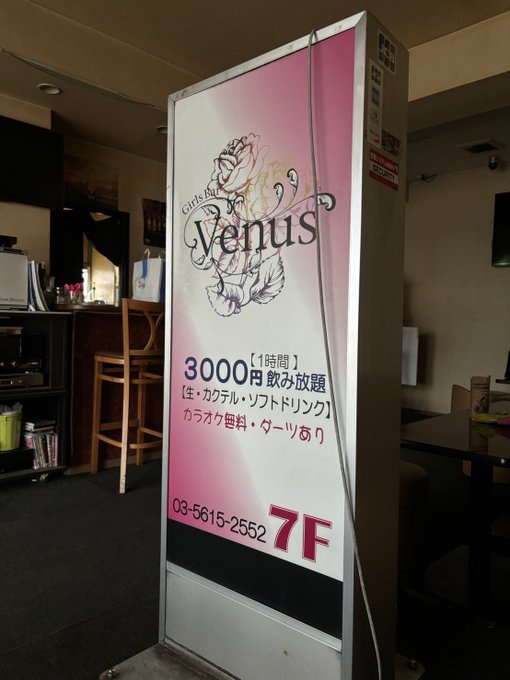 Girls Bar
Venus
【1時間】
3000円 飲み放題
【生・カクテル・ソフトドリンク】
カラオケ無料・ダーツあり
03-5615-2552
7F
SECURITY